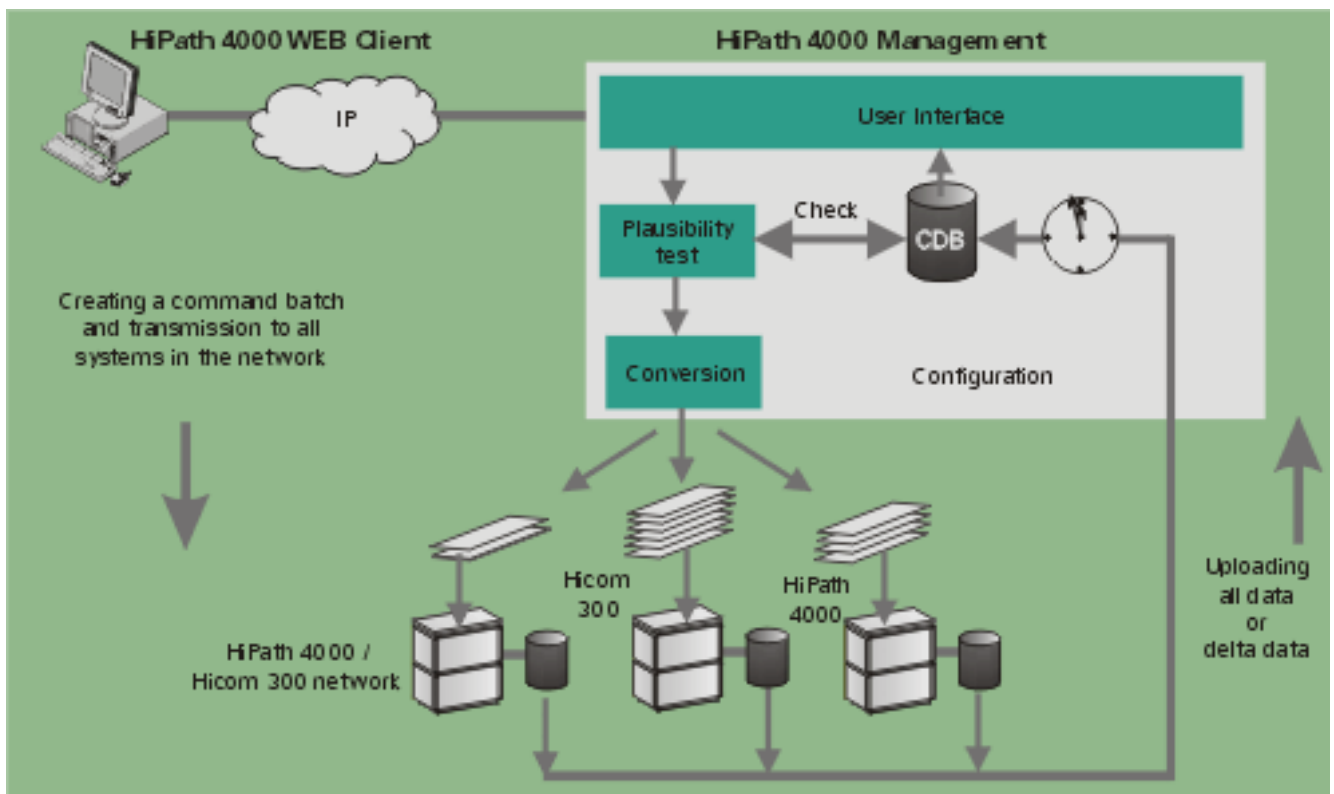 HiPath 4000 WEB Client
HiPath 4000 Management
IP
User Interface
Plausibility
test
Check
CDB
Creating a command batch
and transmission to all
systems in the network
Conversion
Configuration
Hicom
300
HiPath
4000
HiPath 4000 /
Hicom 300 network
Uploading
all data
or
delta data